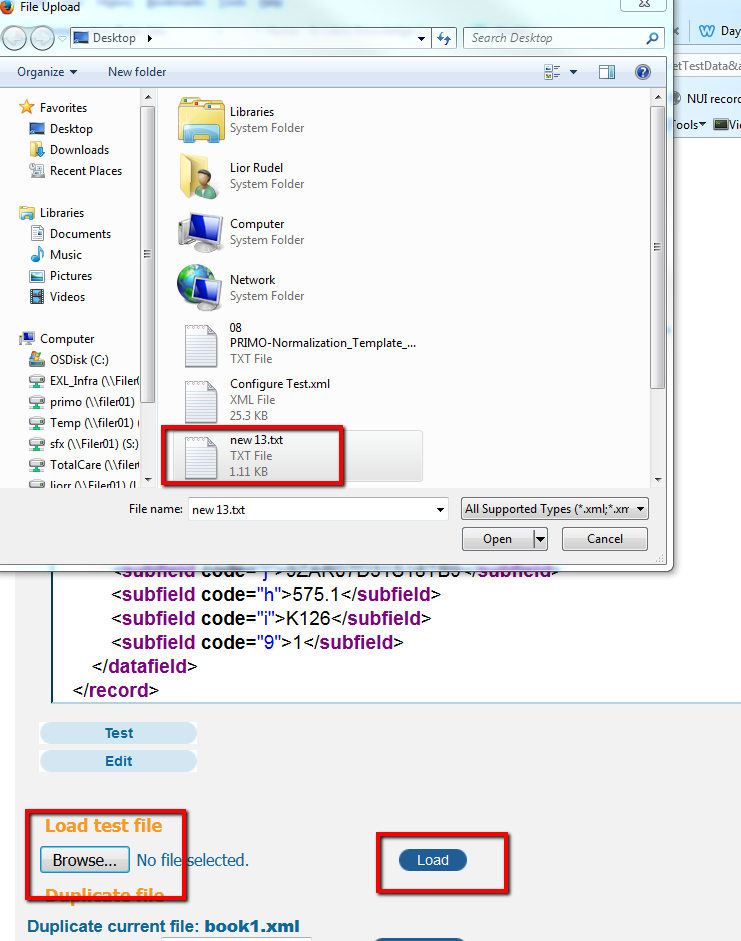 File Upload
Desktop
Search Desktop
Day
Organize
New folder
etTestData&a
NUI record
Tools
Vi
Favorites
Desktop
Downloads
Recent Places
Libraries
Documents
Music
Pictures
Videos
Computer
OSDisk (C:)
EXL_Infra (\\Filer0
primo (\\filer01)
Temp (\\filer01) (
sfx (\\Filer01) (S:)
TotalCare (\\filer
liorr (\\Filer01) (L
Libraries
System Folder
Lior Rudel
System Folder
Computer
System Folder
Network
System Folder
08
PRIMO-Normalization_Template_...
TXT File
Configure Test.xml
XML File
25.3 KB
new 13.txt
TXT File
1.11 KB
File name:
new 13.txt
All Supported Types (*.xml;*.xm
Open
Cancel
<subfield code="h">575.1</subfield>
<subfield code="i">K126</subfield>
<subfield code="9">1</subfield>
</datafield>
</record>
Test
Edit
Load test file
Browse... No file selected.
Load
Duplicate file
Duplicate current file: book1.xml